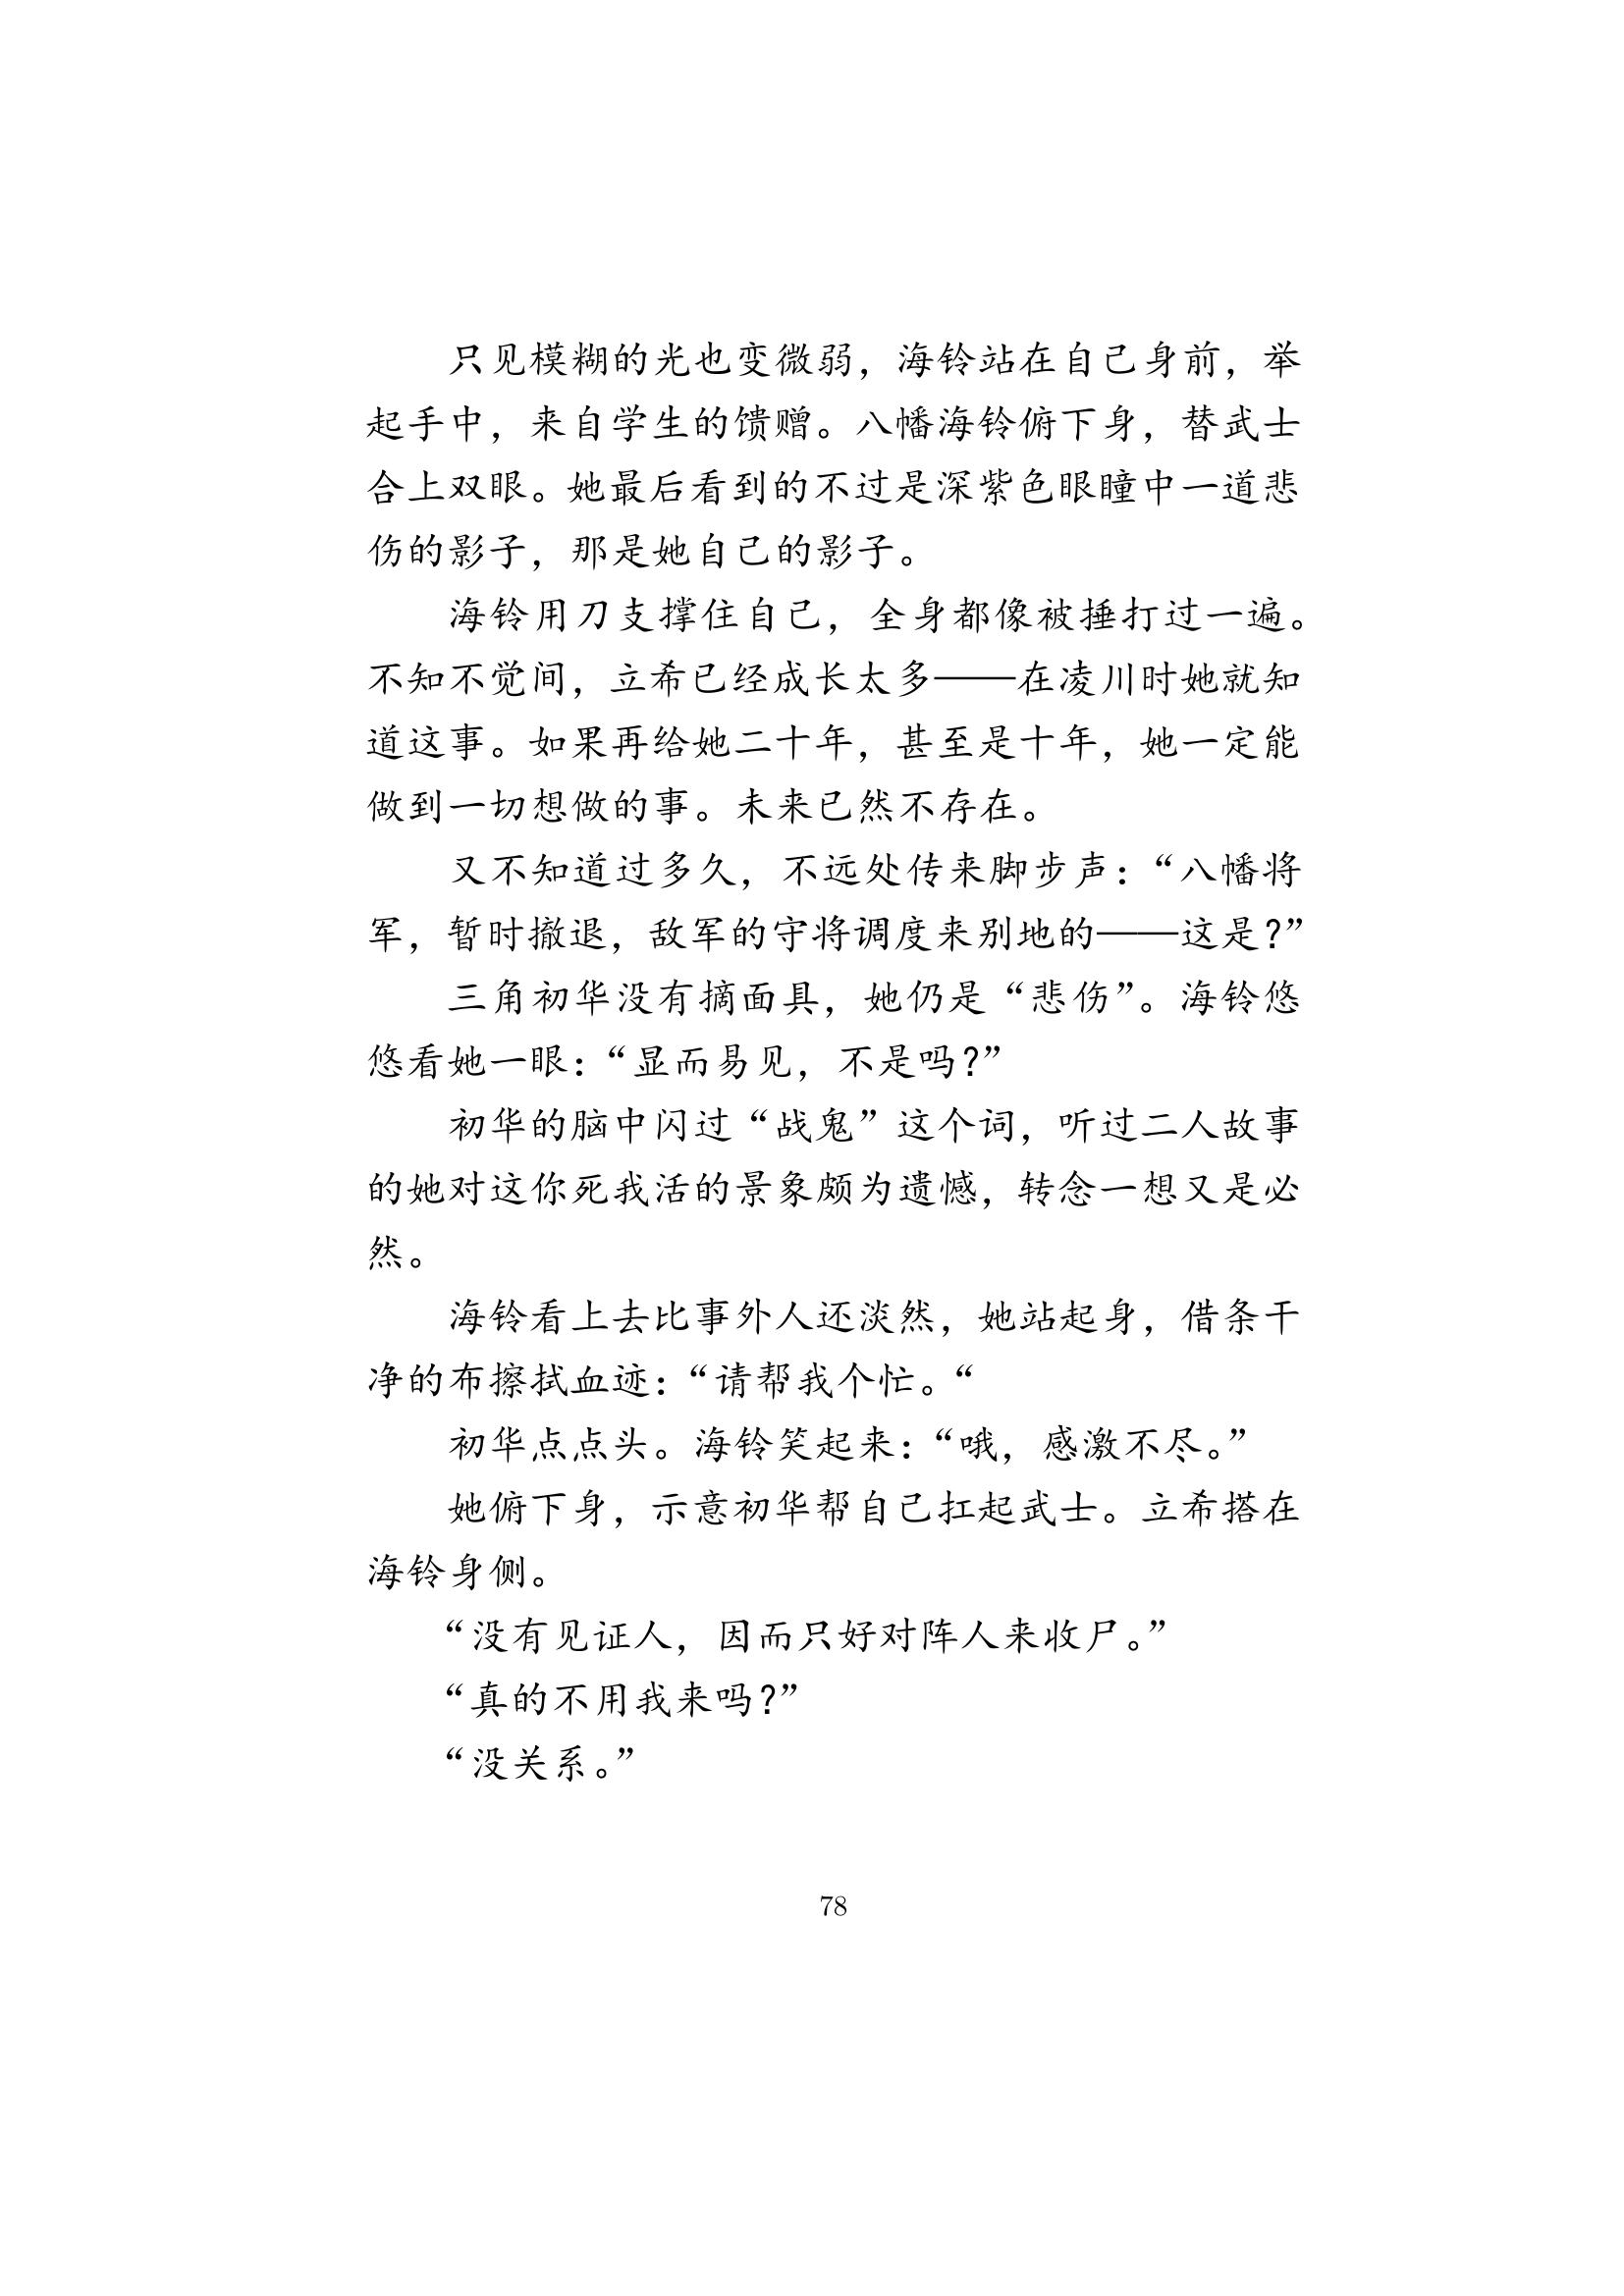 只见模糊的光也变微弱，海铃站在自己身前，举
起手中，来自学生的馈赠。八幡海铃俯下身，替武士
合上双眼。她最后看到的不过是深紫色眼瞳中一道悲
伤的影子，那是她自己的影子。
海铃用刀支撑住自己，全身都像被捶打过一遍。
不知不觉间，立希已经成长太多——在凌川时她就知
道这事。如果再给她二十年，甚至是十年，她一定能
做到一切想做的事。未来已然不存在。
又不知道过多久，不远处传来脚步声：“八幡将
军，暂时撤退，敌军的守将调度来别地的——这是？”
三角初华没有摘面具，她仍是“悲伤”。海铃悠
悠看她一眼：“显而易见，不是吗？”
初华的脑中闪过“战鬼”这个词，听过二人故事
的她对这你死我活的景象颇为遗憾，转念一想又是必
然。
海铃看上去比事外人还淡然，她站起身，借条干
净的布擦拭血迹：“请帮我个忙。“
初华点点头。海铃笑起来：“哦，感激不尽。”
她俯下身，示意初华帮自己扛起武士。立希搭在
海铃身侧。
“没有见证人，因而只好对阵人来收尸。”
“真的不用我来吗？”
“没关系。”
78